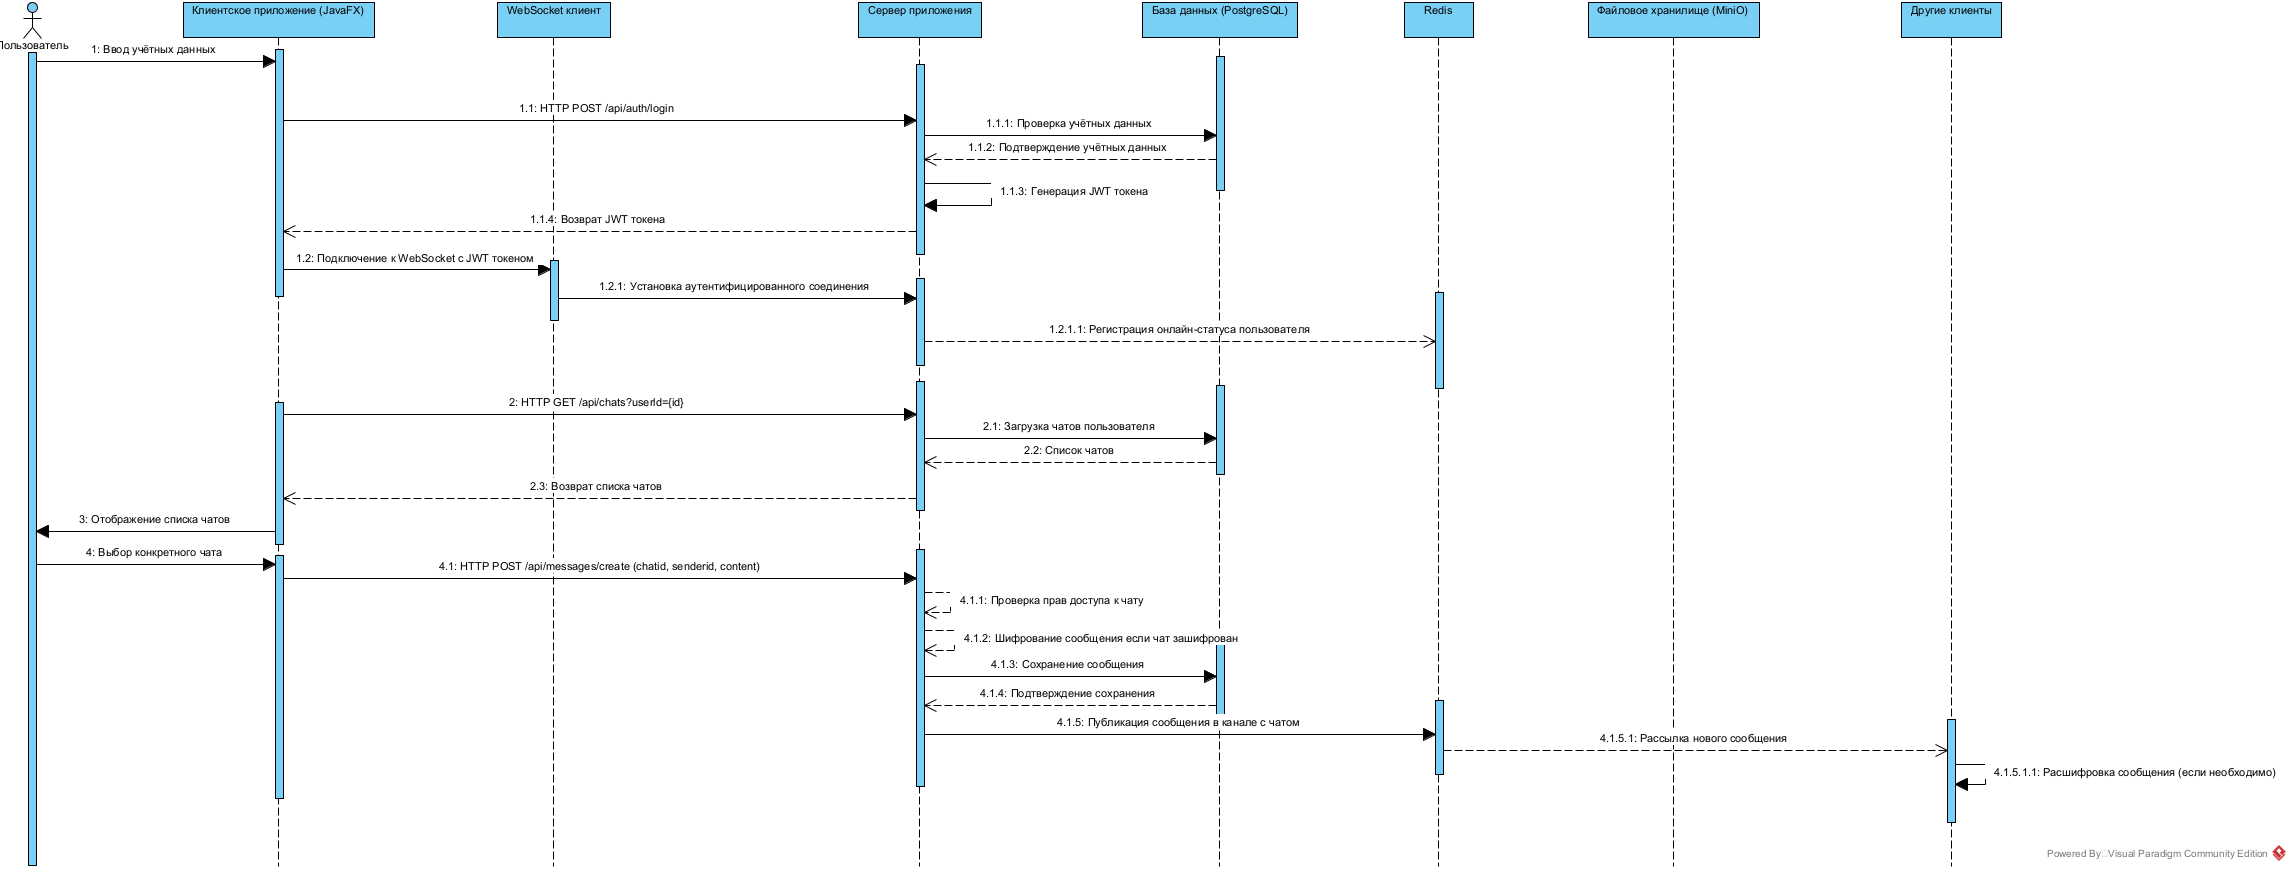 Клиентское приложение (JavaFX)
WebSocket клиент
Сервер приложения
База данных (PostgreSQL)
Redis
Файловое хранилище (MiniO)
Другие клиенты
Пользователь
1: Ввод учётных данных
1.1: HTTP POST /api/auth/login
1.1.1: Проверка учётных данных
1.1.2: Подтверждение учётных данных
1.1.3: Генерация JWT токена
1.1.4: Возврат JWT токена
1.2: Подключение к WebSocket с JWT токеном
1.2.1: Установка аутентифицированного соединения
1.2.1.1: Регистрация онлайн-статуса пользователя
2: HTTP GET /api/chats?userId={id}
2.1: Загрузка чатов пользователя
2.2: Список чатов
2.3: Возврат списка чатов
3: Отображение списка чатов
4: Выбор конкретного чата
4.1: HTTP POST /api/messages/create (chatid, senderid, content)
4.1.1: Проверка прав доступа к чату
4.1.2: Шифрование сообщения если чат зашифрован
4.1.3: Сохранение сообщения
4.1.4: Подтверждение сохранения
4.1.5: Публикация сообщения в канале с чатом
4.1.5.1: Рассылка нового сообщения
4.1.5.1.1: Расшифровка сообщения (если необходимо)
Powered By Visual Paradigm Community Edition